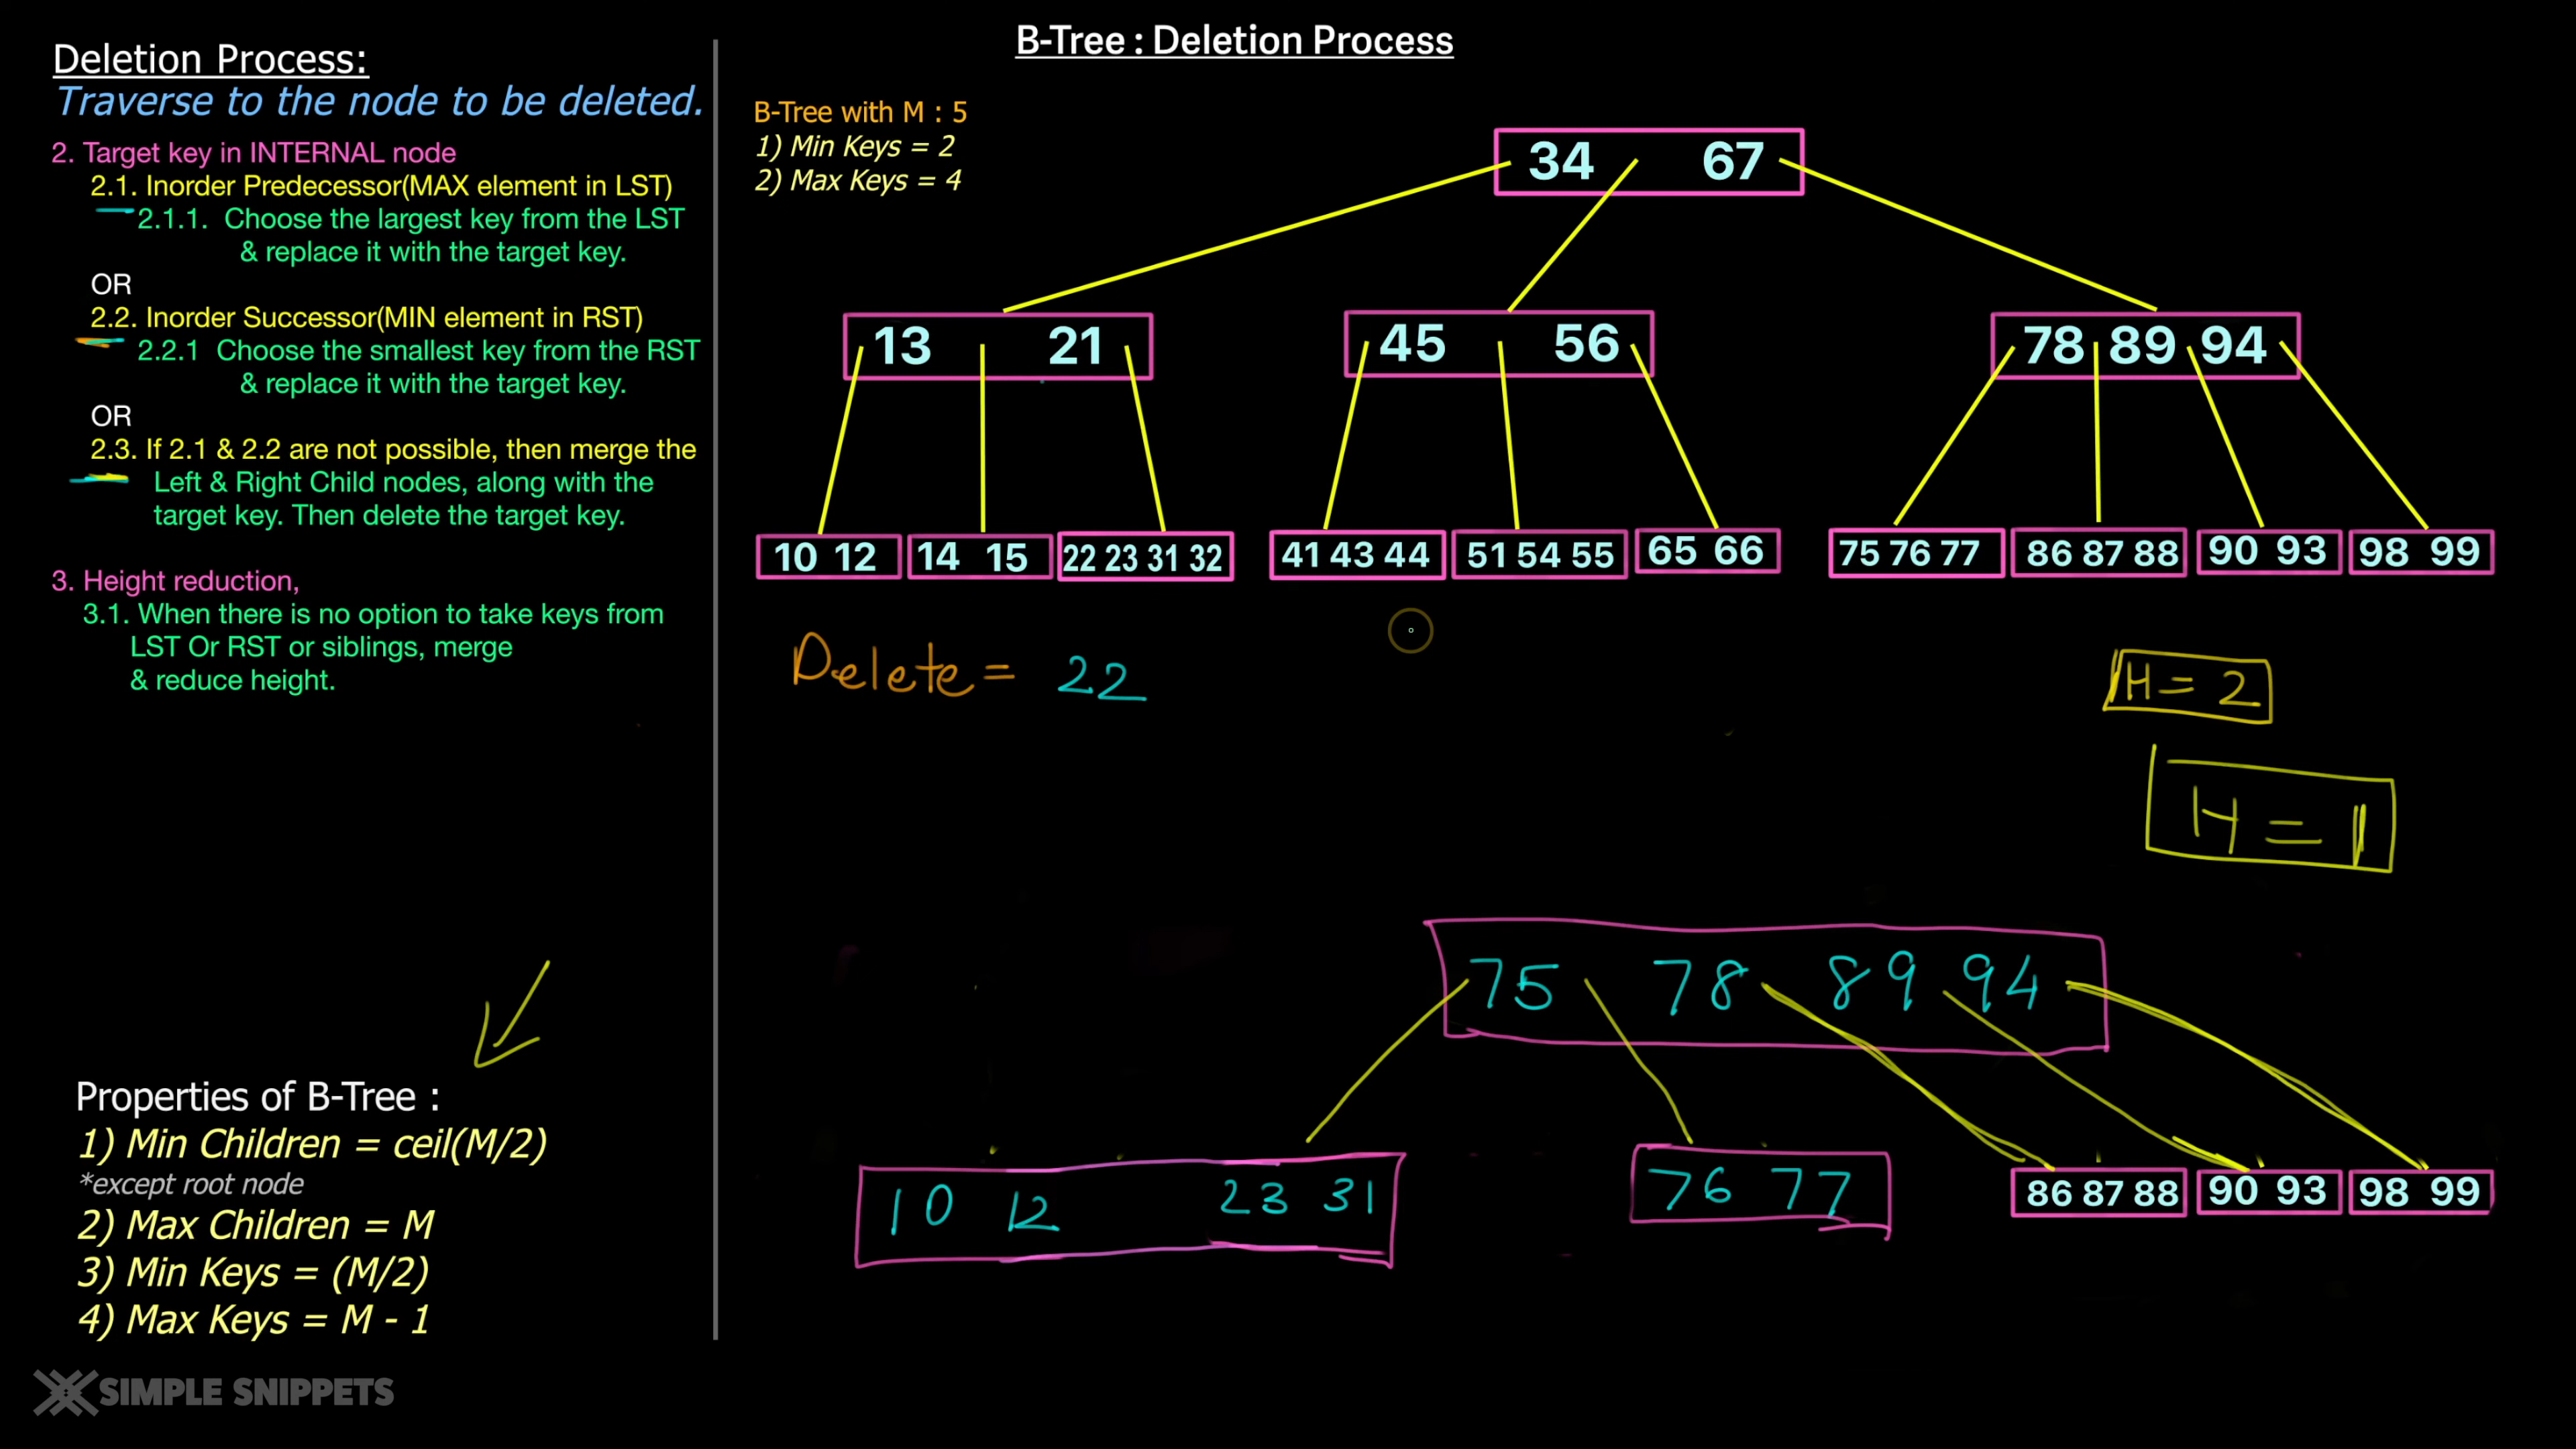 Deletion Process:
Traverse to the node to be deleted.
2. Target key in INTERNAL node
2.1. Inorder Predecessor(MAX element in LST)
2.1.1. Choose the largest key from the LST
& replace it with the target key.
OR
2.2. Inorder Successor(MIN element in RST)
2.2.1 Choose the smallest key from the RST
& replace it with the target key.
OR
2.3. If 2.1 & 2.2 are not possible, then merge the
Left & Right Child nodes, along with the
target key. Then delete the target key.
3. Height reduction,
3.1. When there is no option to take keys from
LST Or RST or siblings, merge
& reduce height.
Properties of B-Tree :
1) Min Children = ceil(M/2)
*except root node
2) Max Children = M
3) Min Keys = (M/2)
4) Max Keys = M - 1
SIMPLE SNIPPETS
B-Tree : Deletion Process
B-Tree with M : 5
1) Min Keys = 2
2) Max Keys = 4
34 67
13 21 45 56 78 89 94
10 12 14 15 22 23 31 32 41 43 44 51 54 55 65 66 75 76 77 86 87 88 90 93 98 99
Delete = 22
H = 2
H = 1
75 78 89 94
10 12 23 31 76 77 86 87 88 90 93 98 99